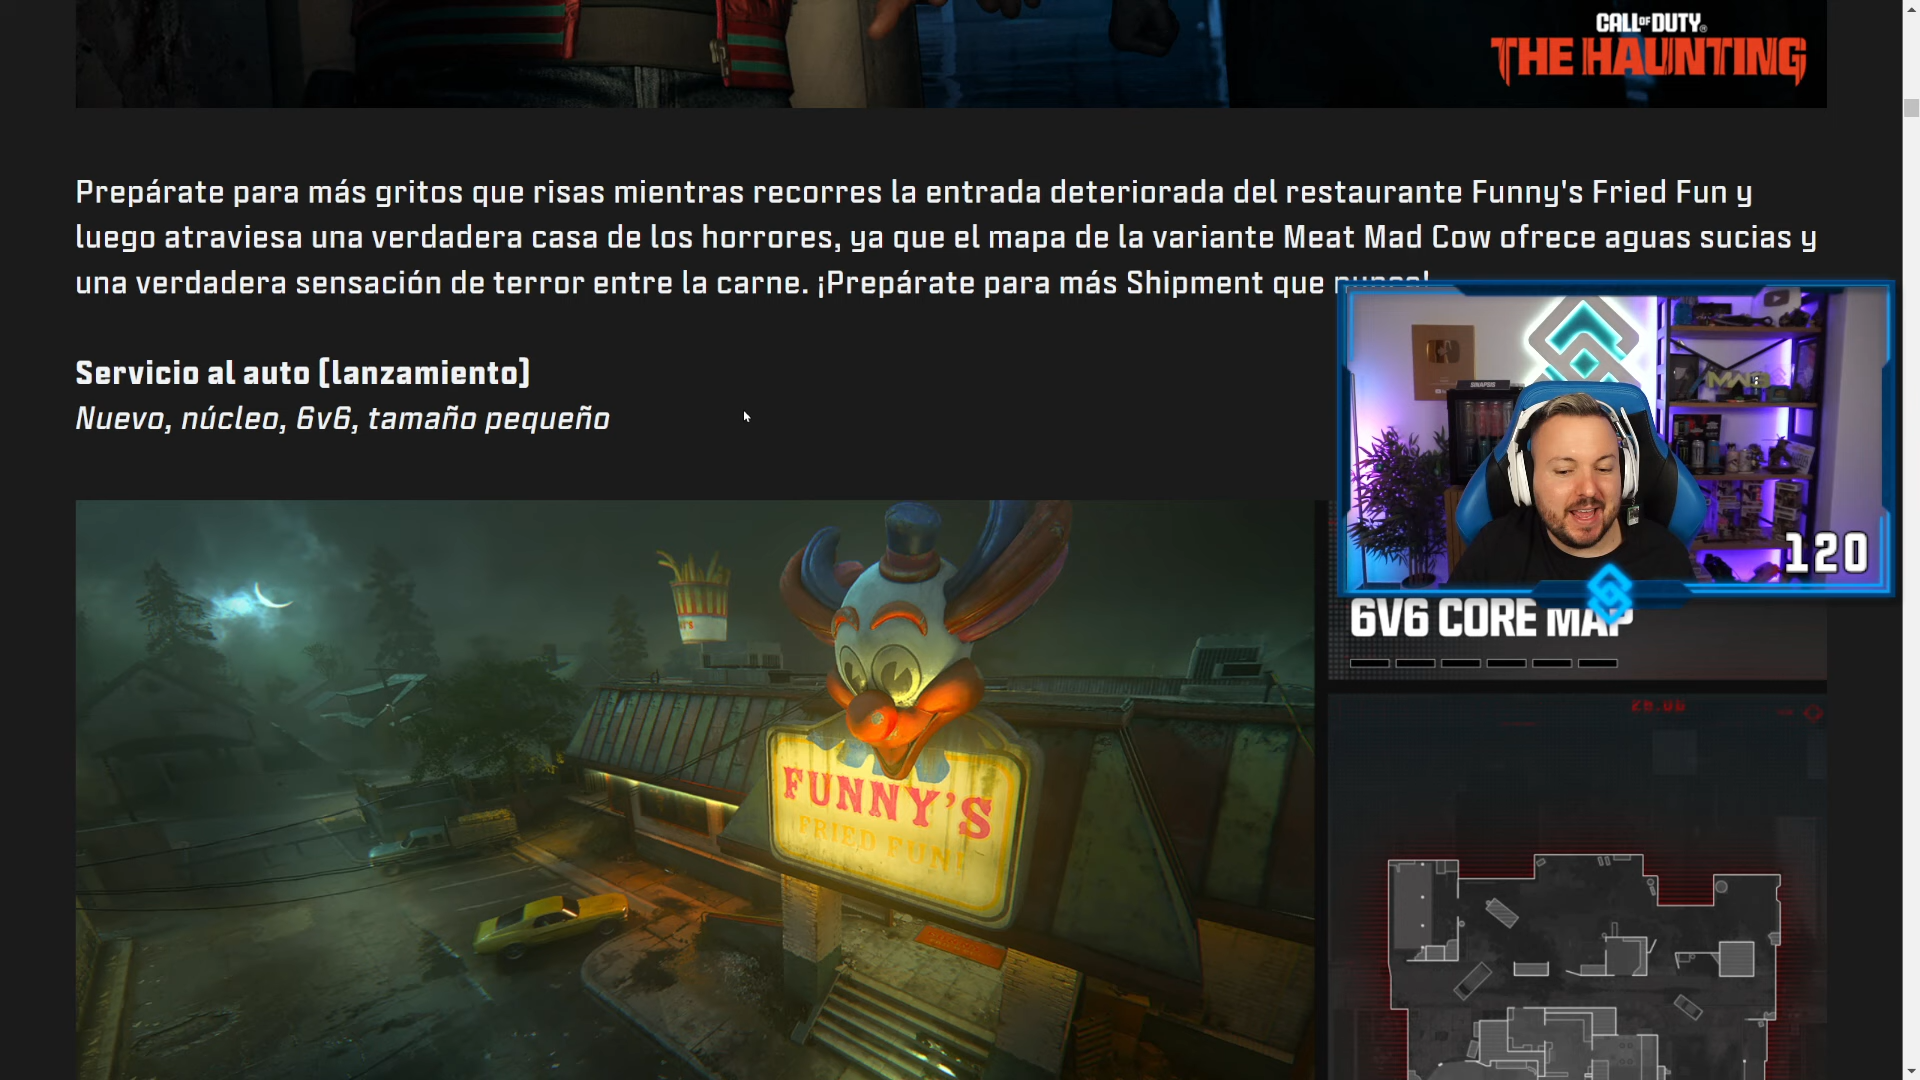 CALL OF DUTY®
THE HAUNTING
Prepárate para más gritos que risas mientras recorres la entrada deteriorada del restaurante Funny's Fried Fun y
luego atraviesa una verdadera casa de los horrores, ya que el mapa de la variante Meat Mad Cow ofrece aguas sucias y
una verdadera sensación de terror entre la carne. ¡Prepárate para más Shipment que nunca!
Servicio al auto (lanzamiento)
Nuevo, núcleo, 6v6, tamaño pequeño
SINAPSIS
120
6V6 CORE MAP
FUNNY'S
FRIED FUN!